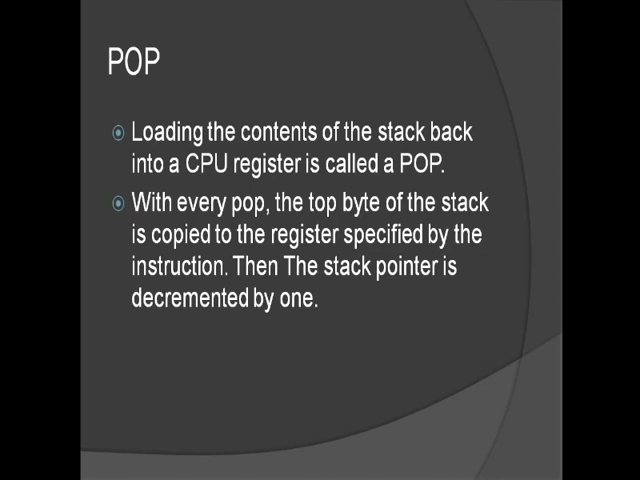 POP
Loading the contents of the stack back
into a CPU register is called a POP.
With every pop, the top byte of the stack
is copied to the register specified by the
instruction. Then The stack pointer is
decremented by one.